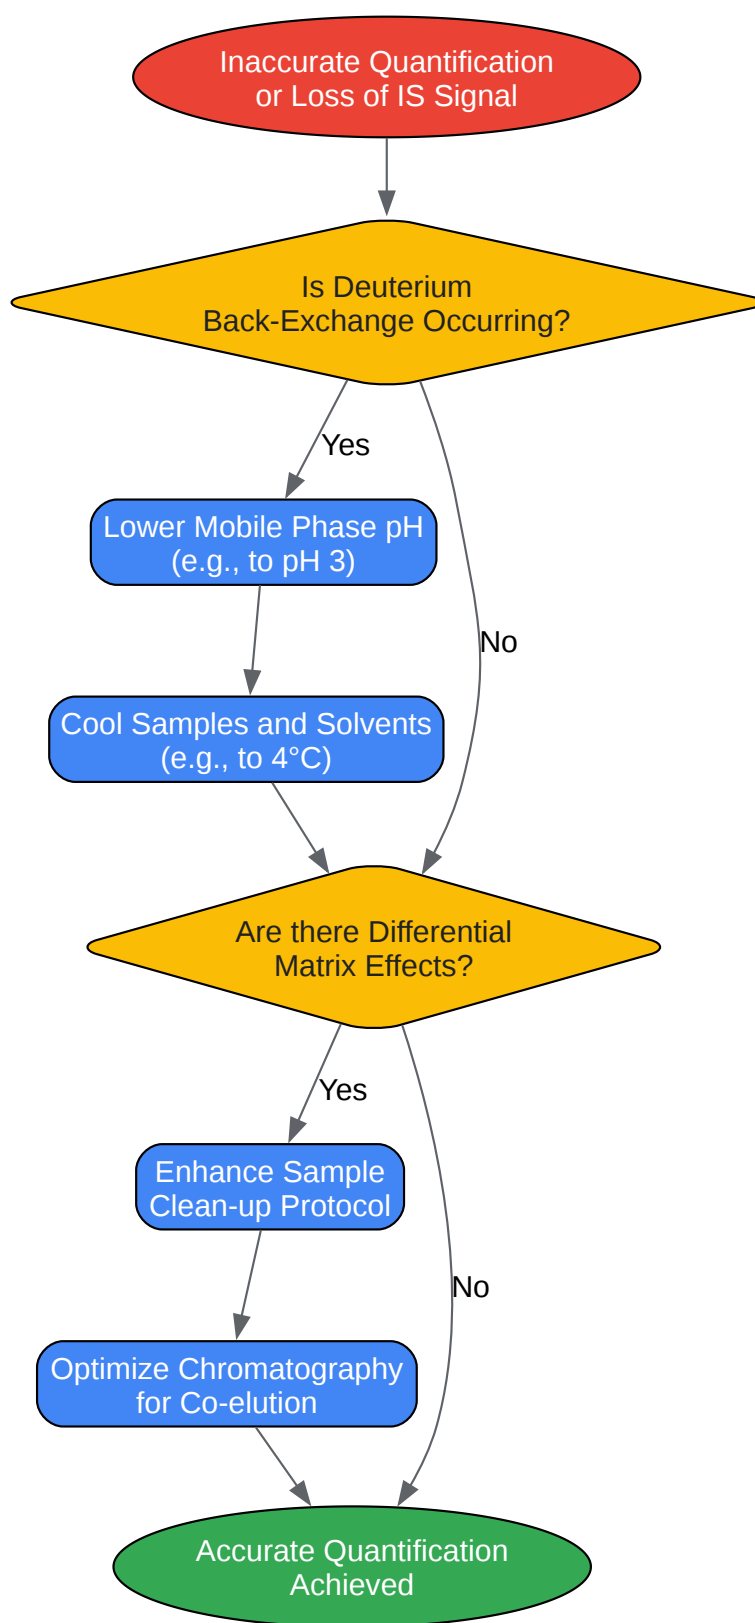 Inaccurate Quantification
or Loss of IS Signal
Is Deuterium
Back-Exchange Occurring?
Yes
Lower Mobile Phase pH
(e.g., to pH 3)
No
Cool Samples and Solvents
(e.g., to 4°C)
Are there Differential
Matrix Effects?
Yes
Enhance Sample
Clean-up Protocol
No
Optimize Chromatography
for Co-elution
Accurate Quantification
Achieved